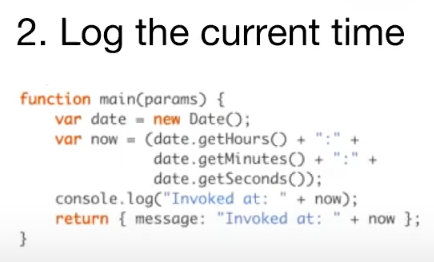 2. Log the current time
function main(params) {
    var date = new Date();
    var now = (date.getHours() + ":" +
               date.getMinutes() + ":" +
               date.getSeconds());
    console.log("Invoked at: " + now);
    return { message: "Invoked at: " + now };
}